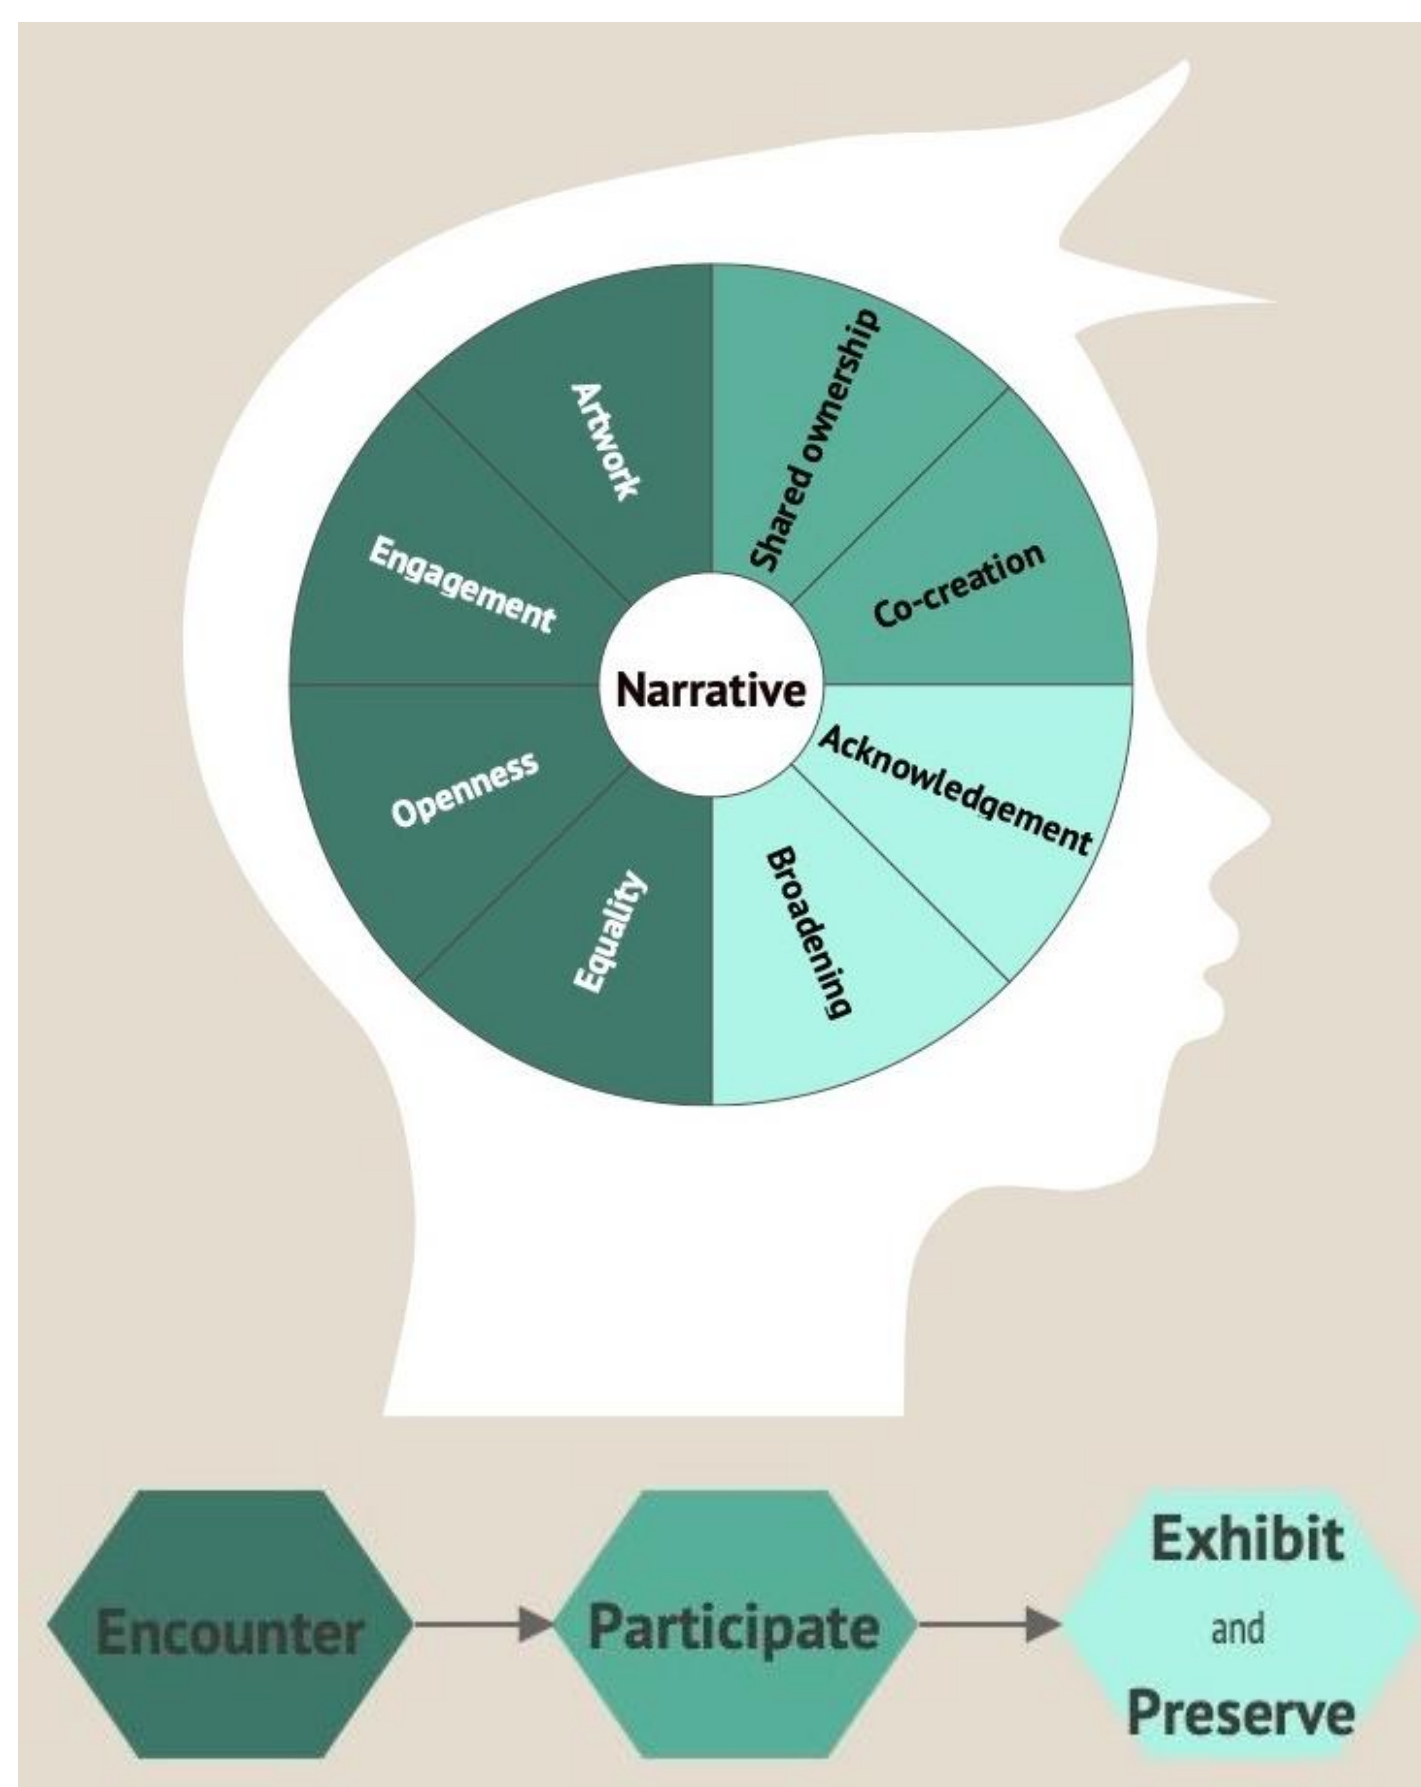 Shared ownership
Co-creation
Acknowledgement
Broadening
Equality
Openness
Engagement
Artwork
Narrative
Encounter
Participate
Exhibit
and
Preserve